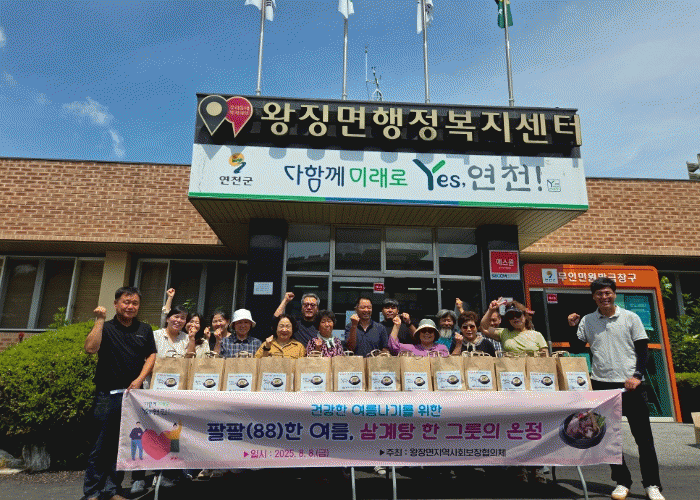 왕징면행정복지센터
연천군
다함께 미래로 Yes, 연천!
에스원
무인민원발급창구
건강한 여름나기를 위한
팔팔(88)한 여름, 삼계탕 한 그릇의 온정
▶일시 : 2025. 8. 8.(금) ▶주최 : 왕징면지역사회보장협의체